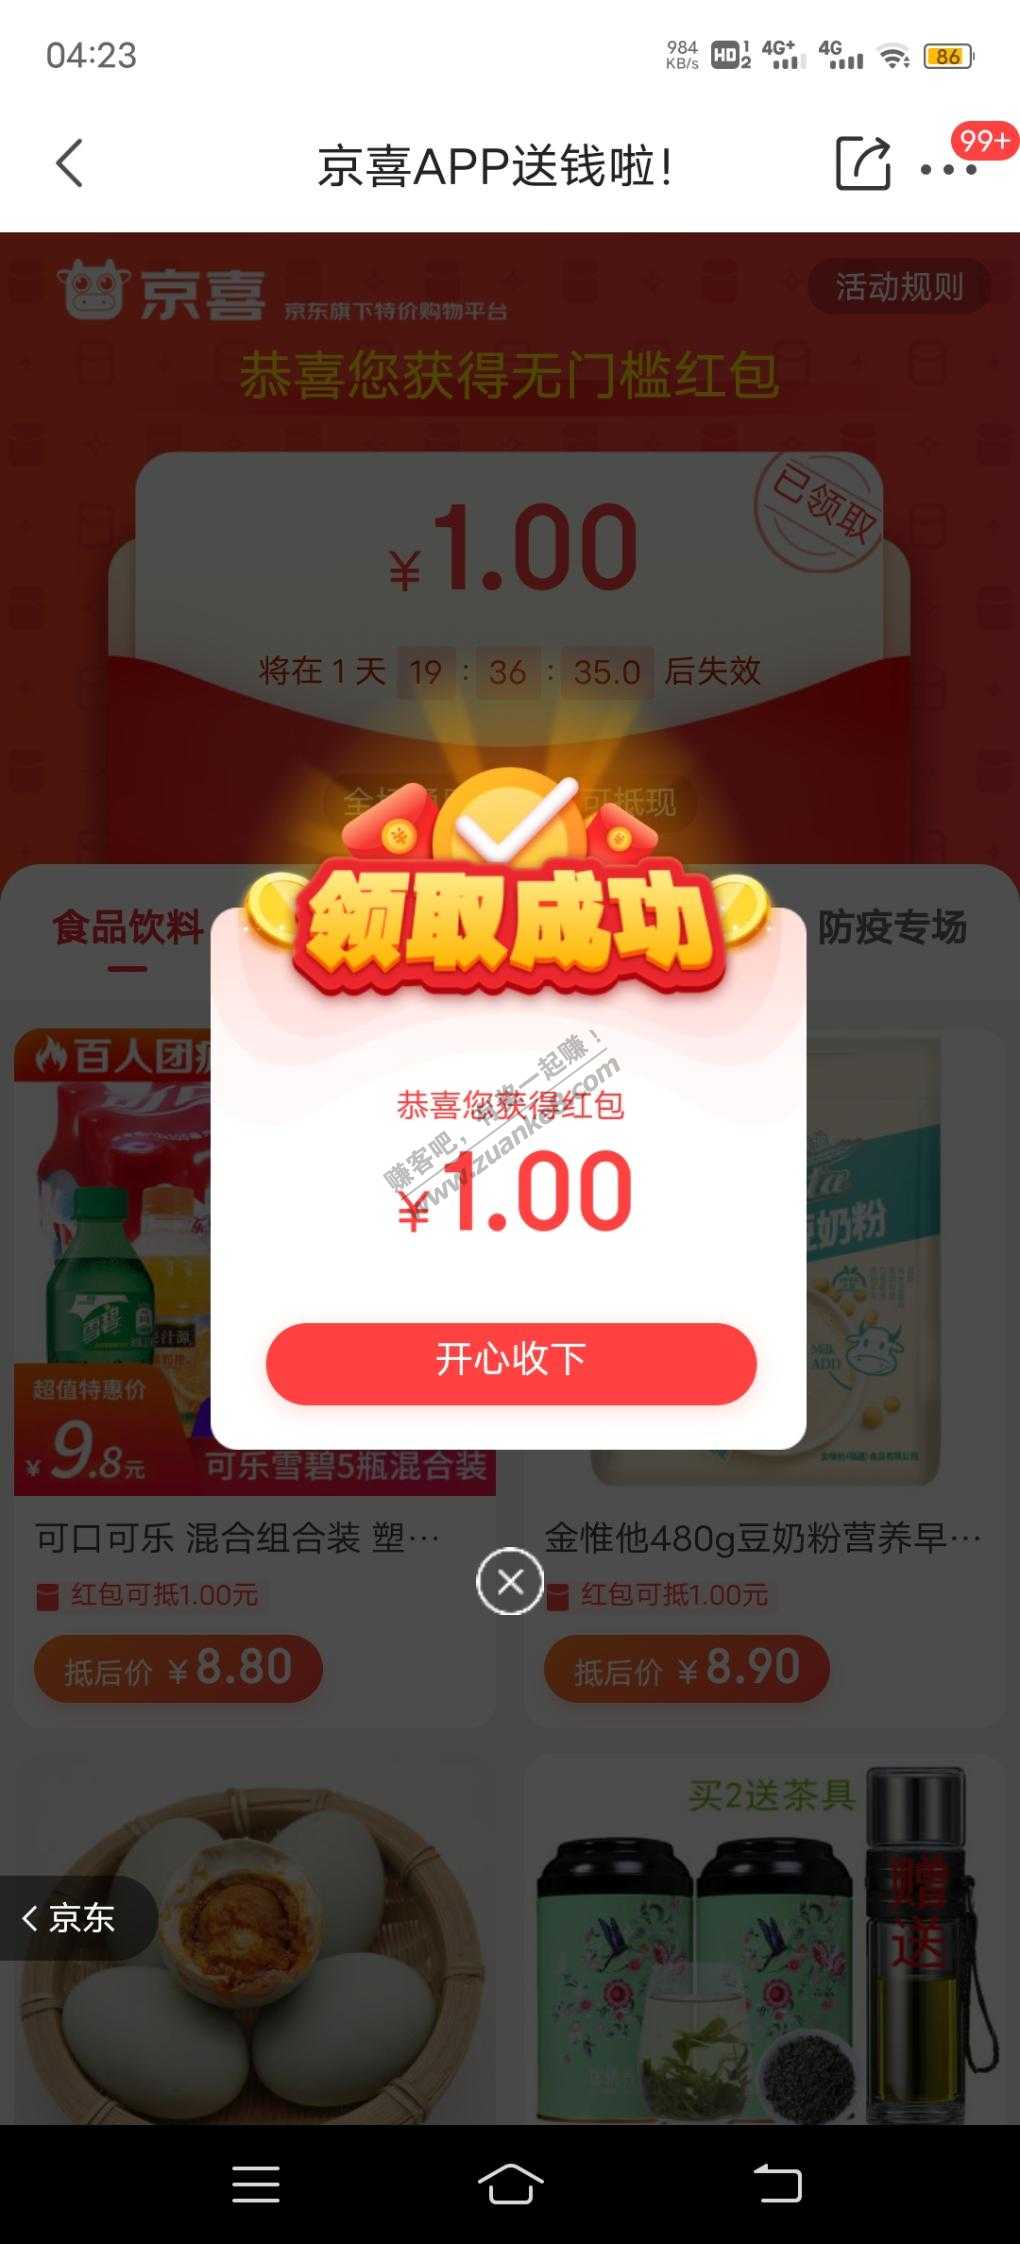 04:23
984
KB/s
HD 1 2
4G+
4G
86
京喜APP送钱啦!
99+
京喜 京东旗下特价购物平台
活动规则
恭喜您获得无门槛红包
¥1.00
已领取
将在 1 天 19 : 36 : 35.0 后失效
可抵现
领取成功
食品饮料
防疫专场
百人团
恭喜您获得红包
¥1.00
赚客吧，有奖一起赚！
www.zuanke8.com
开心收下
雪碧
豆奶粉
超值特惠价
¥9.8元
可乐雪碧5瓶混合装
可口可乐 混合组合装 塑…
金惟他480g豆奶粉营养早…
红包可抵1.00元
红包可抵1.00元
抵后价 ¥8.80
抵后价 ¥8.90
买2送茶具
赠送
京东